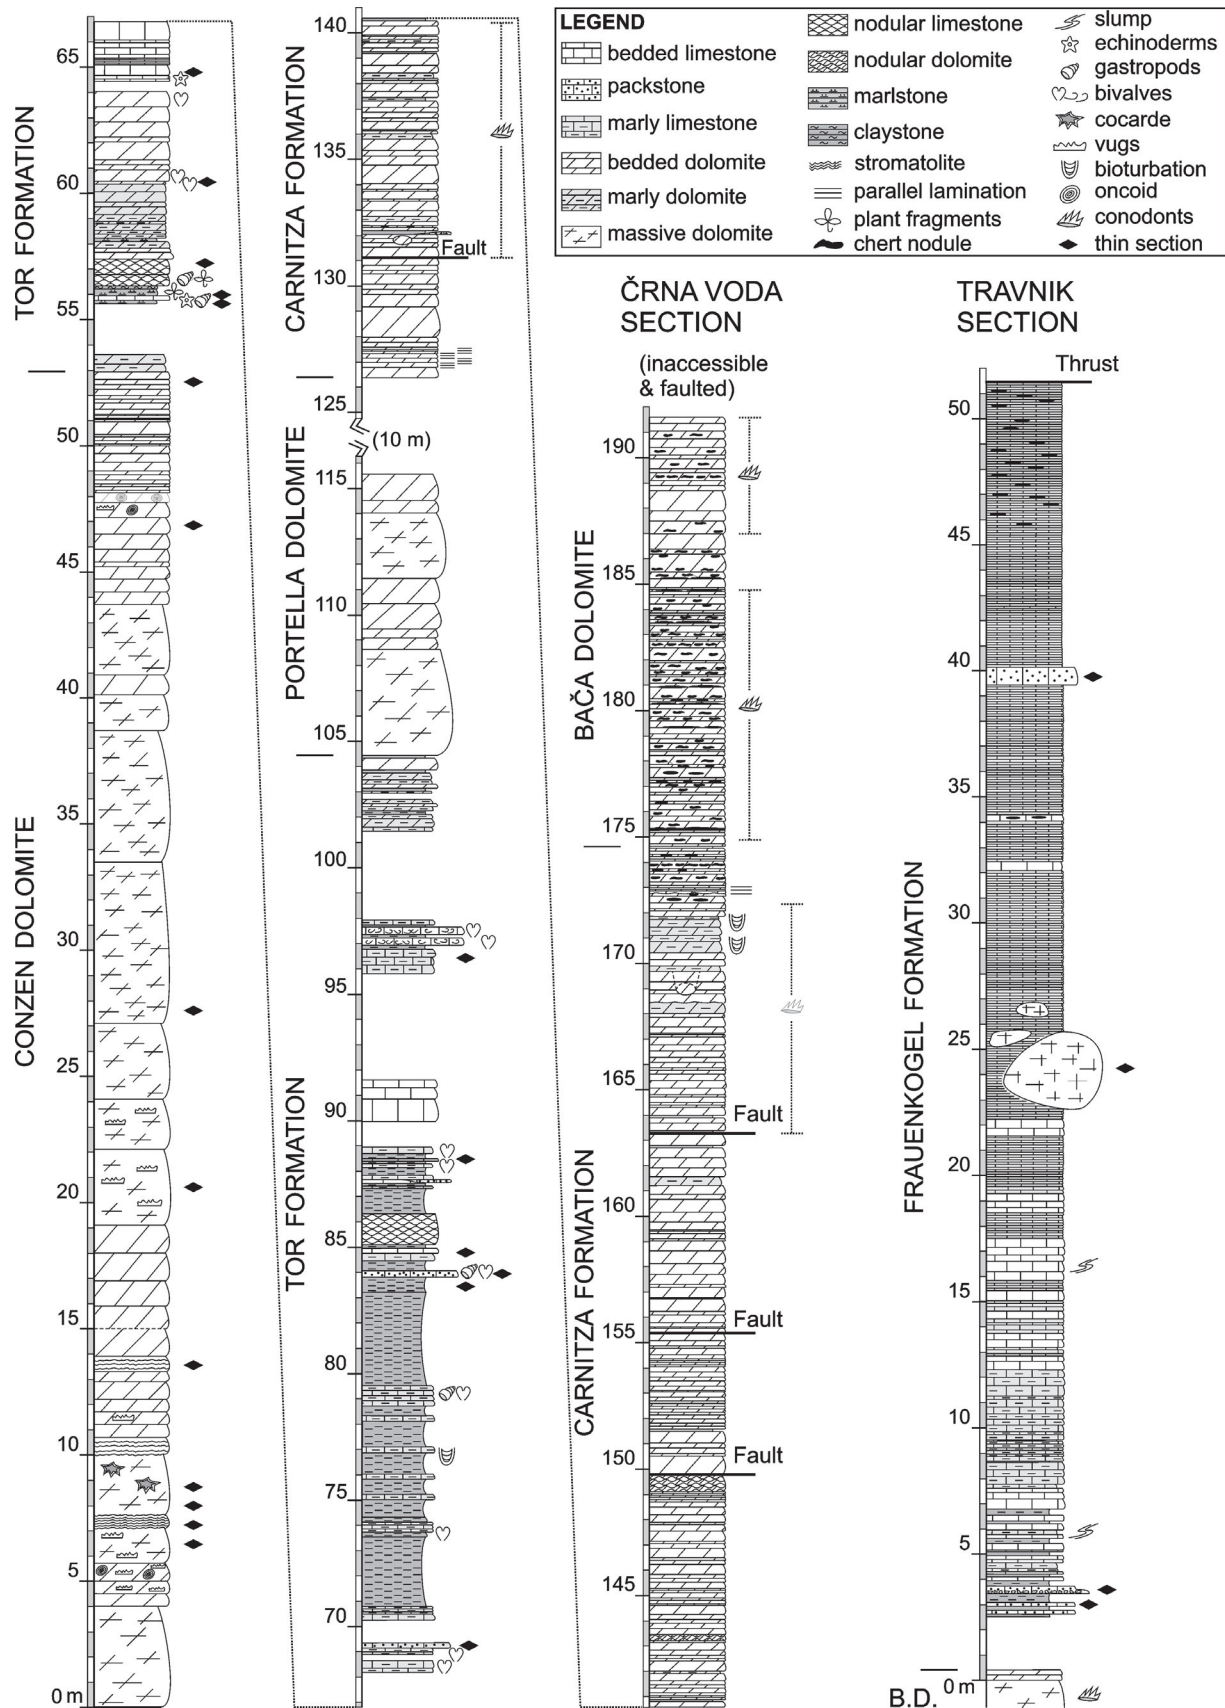 LEGEND
bedded limestone
packstone
marly limestone
bedded dolomite
marly dolomite
massive dolomite
nodular limestone
nodular dolomite
marlstone
claystone
stromatolite
parallel lamination
plant fragments
chert nodule
slump
echinoderms
gastropods
bivalves
cocarde
vugs
bioturbation
oncoid
conodonts
thin section
TOR FORMATION
CONZEN DOLOMITE
65
60
55
50
45
40
35
30
25
20
15
10
5
0 m
CARNITZA FORMATION
PORTELLA DOLOMITE
TOR FORMATION
140
135
Fault
130
125
(10 m)
115
110
105
100
95
90
85
80
75
70
ČRNA VODA
SECTION
(inaccessible
& faulted)
BAČA DOLOMITE
CARNITZA FORMATION
190
185
180
175
170
165
Fault
160
Fault
155
Fault
150
145
TRAVNIK
SECTION
Thrust
FRAUENKOGEL FORMATION
50
45
40
35
30
25
20
15
10
5
0 m
B.D.